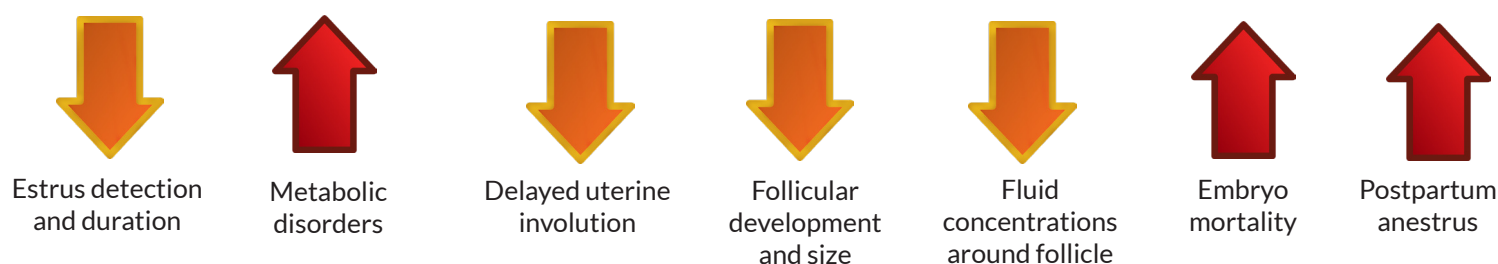 Estrus detection
and duration
Metabolic
disorders
Delayed uterine
involution
Follicular
development
and size
Fluid
concentrations
around follicle
Embryo
mortality
Postpartum
anestrus